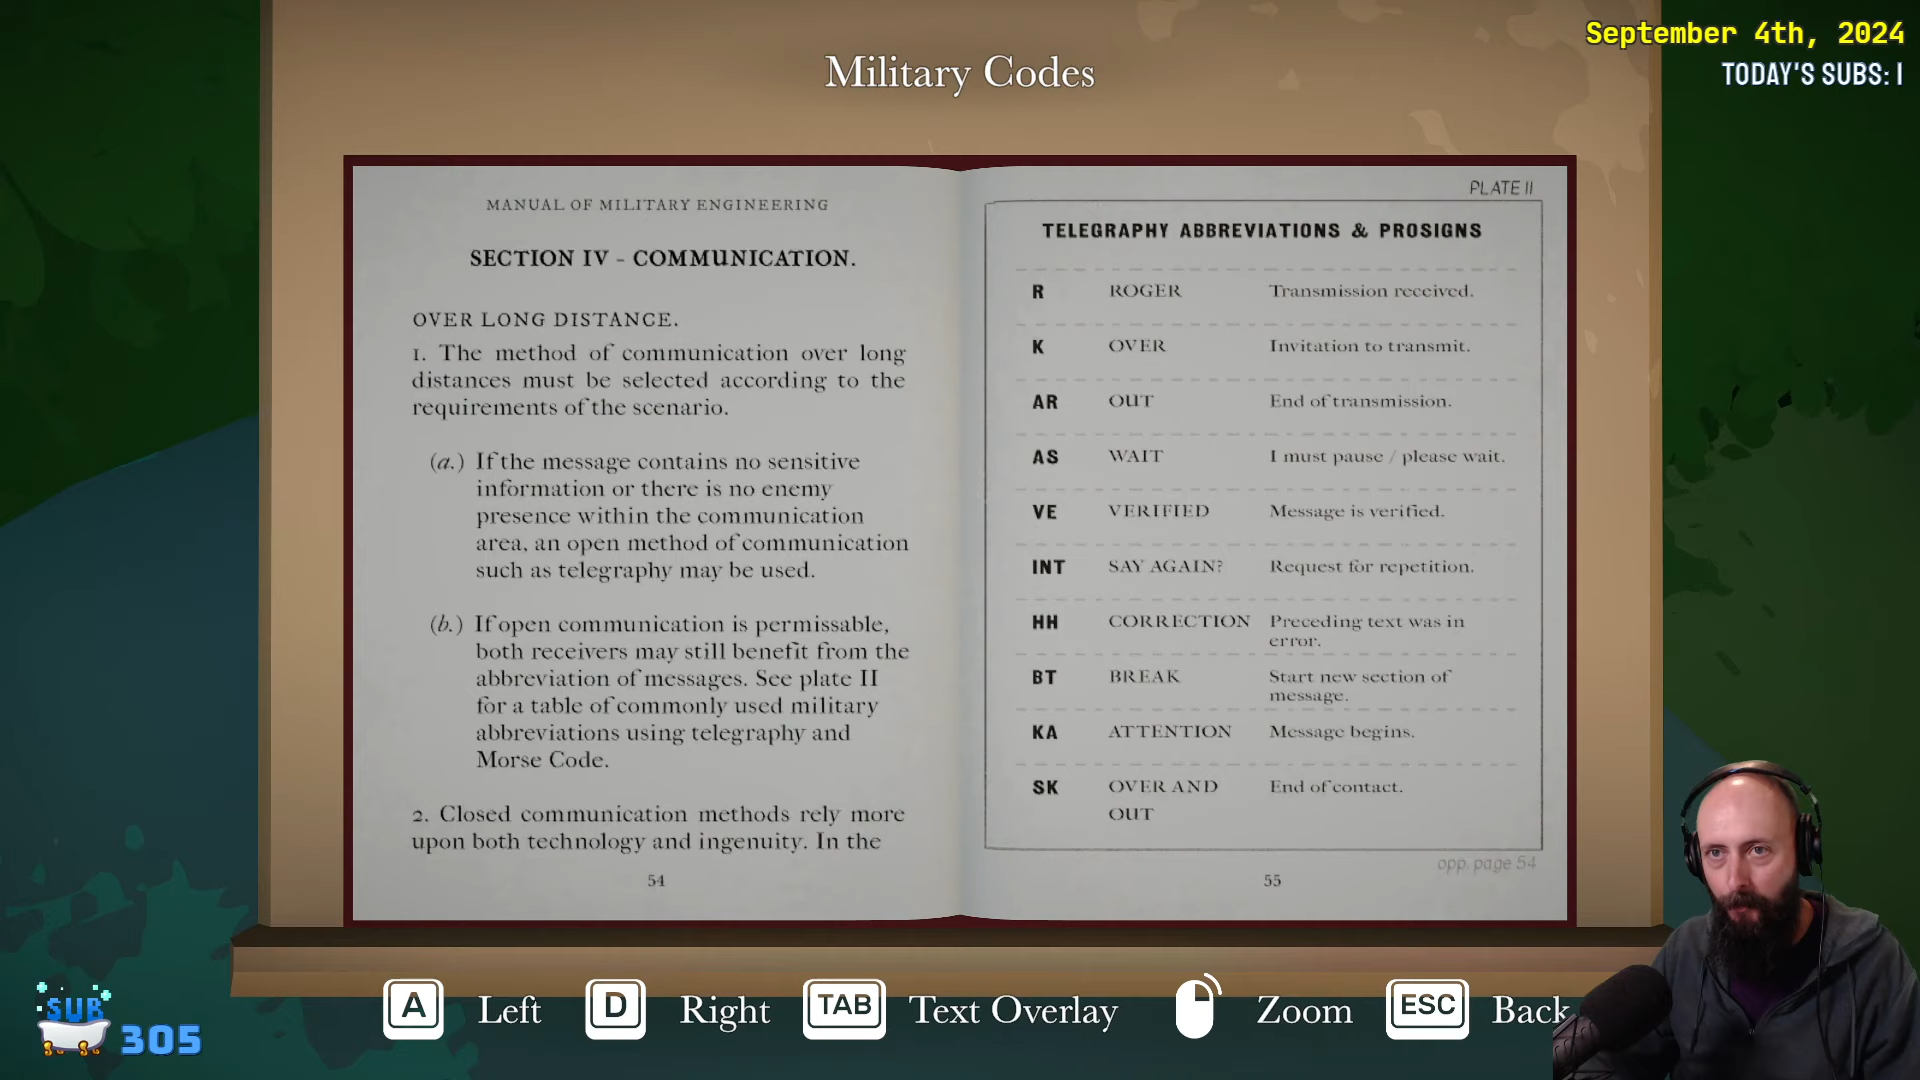 September 4th, 2024
TODAY'S SUBS: 1
Military Codes
MANUAL OF MILITARY ENGINEERING
SECTION IV - COMMUNICATION.
OVER LONG DISTANCE.
1. The method of communication over long
distances must be selected according to the
requirements of the scenario.
(a.) If the message contains no sensitive
information or there is no enemy
presence within the communication
area, an open method of communication
such as telegraphy may be used.
(b.) If open communication is permissable,
both receivers may still benefit from the
abbreviation of messages. See plate II
for a table of commonly used military
abbreviations using telegraphy and
Morse Code.
2. Closed communication methods rely more
upon both technology and ingenuity. In the
54
PLATE II
TELEGRAPHY ABBREVIATIONS & PROSIGNS
R ROGER Transmission received.
K OVER Invitation to transmit.
AR OUT End of transmission.
AS WAIT I must pause / please wait.
VE VERIFIED Message is verified.
INT SAY AGAIN? Request for repetition.
HH CORRECTION Preceding text was in
error.
BT BREAK Start new section of
message.
KA ATTENTION Message begins.
SK OVER AND End of contact.
OUT
opp. page 54
55
SUB
305
A Left D Right TAB Text Overlay Zoom ESC Back